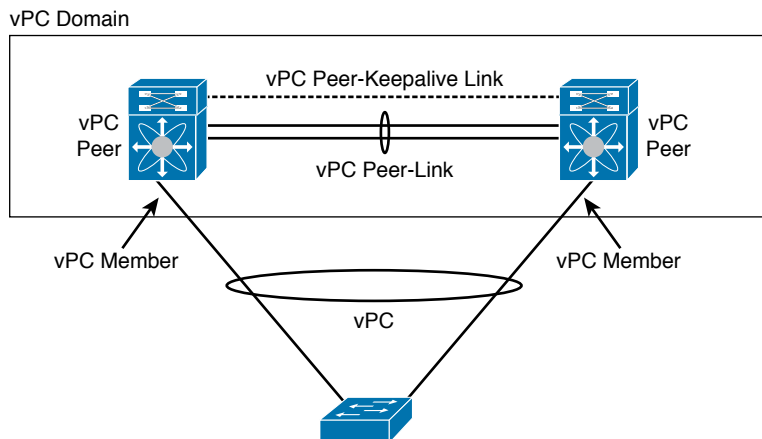 vPC Domain
vPC Peer-Keepalive Link
vPC
Peer
vPC
Peer
vPC Peer-Link
vPC Member
vPC Member
vPC